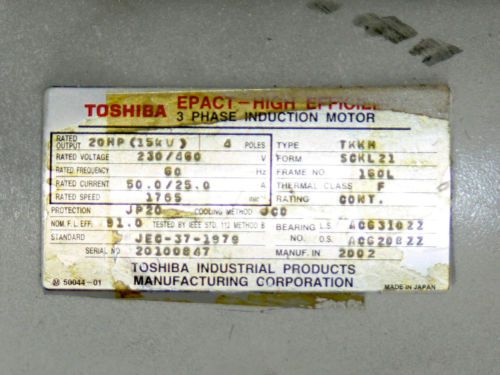 TOSHIBA EPACT-HIGH EFFICIE
3 PHASE INDUCTION MOTOR
RATED OUTPUT 20HP(15kW) 4 POLES TYPE TKKH
RATED VOLTAGE 230/460 V FORM SCKL21
RATED FREQUENCY 60 Hz FRAME NO. 160L
RATED CURRENT 50.0/25.0 A THERMAL CLASS F
RATED SPEED 1765 RATING CONT.
PROTECTION JP20 COOLING METHOD JC0
NOM. F.L. EFF. 91.0 TESTED BY IEEE STD. 112 METHOD B BEARING L.S. 
STANDARD JEC-37-1979 NO. O.S. 
SERIAL NO. 20100847 MANUF. IN 2002
TOSHIBA INDUSTRIAL PRODUCTS
MANUFACTURING CORPORATION
M 50044-01 MADE IN JAPAN